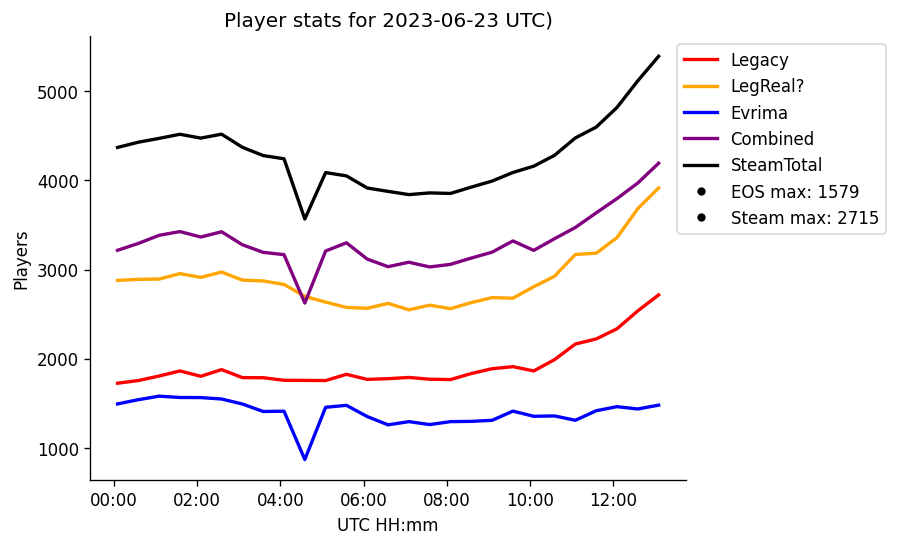 Player stats for 2023-06-23 UTC)
Legacy
LegReal?
Evrima
Combined
SteamTotal
EOS max: 1579
Steam max: 2715
Players
5000
4000
3000
2000
1000
00:00 02:00 04:00 06:00 08:00 10:00 12:00
UTC HH:mm